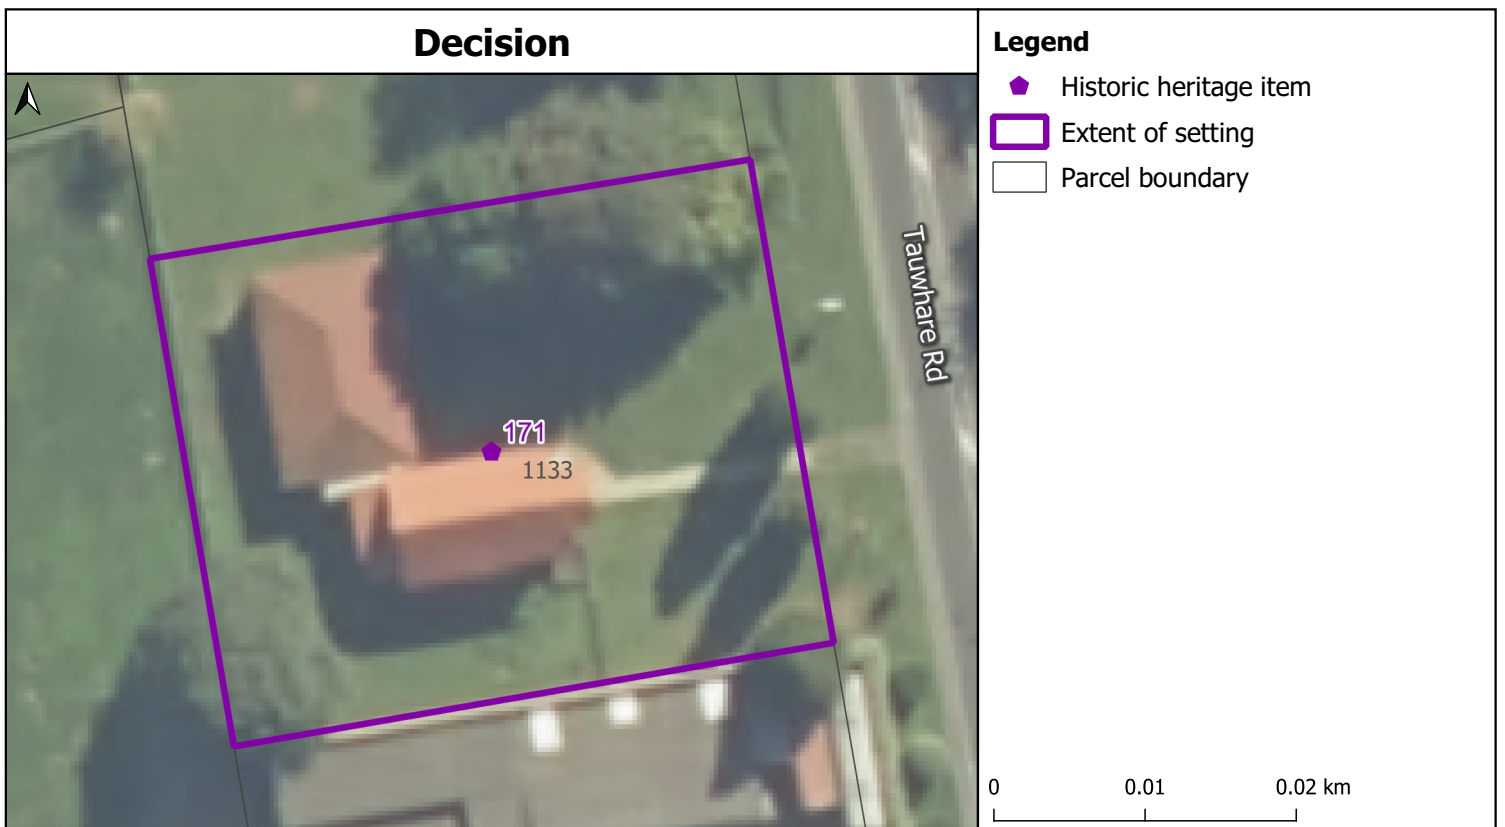 Decision
Legend
Historic heritage item
Extent of setting
Parcel boundary
Tauwhare Rd
171
1133
0 0.01 0.02 km